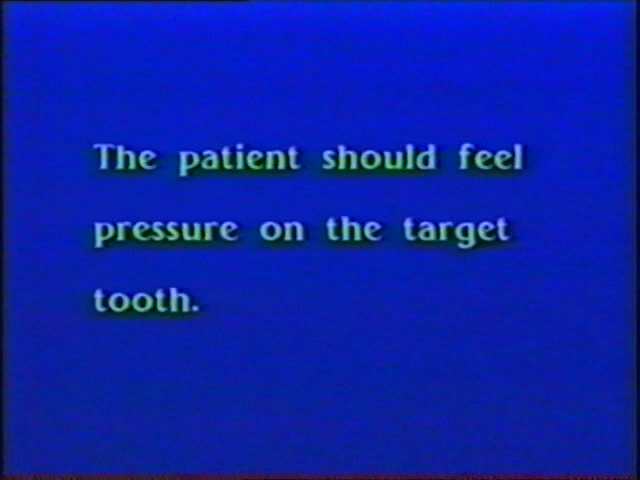 The patient should feel
pressure on the target
tooth.